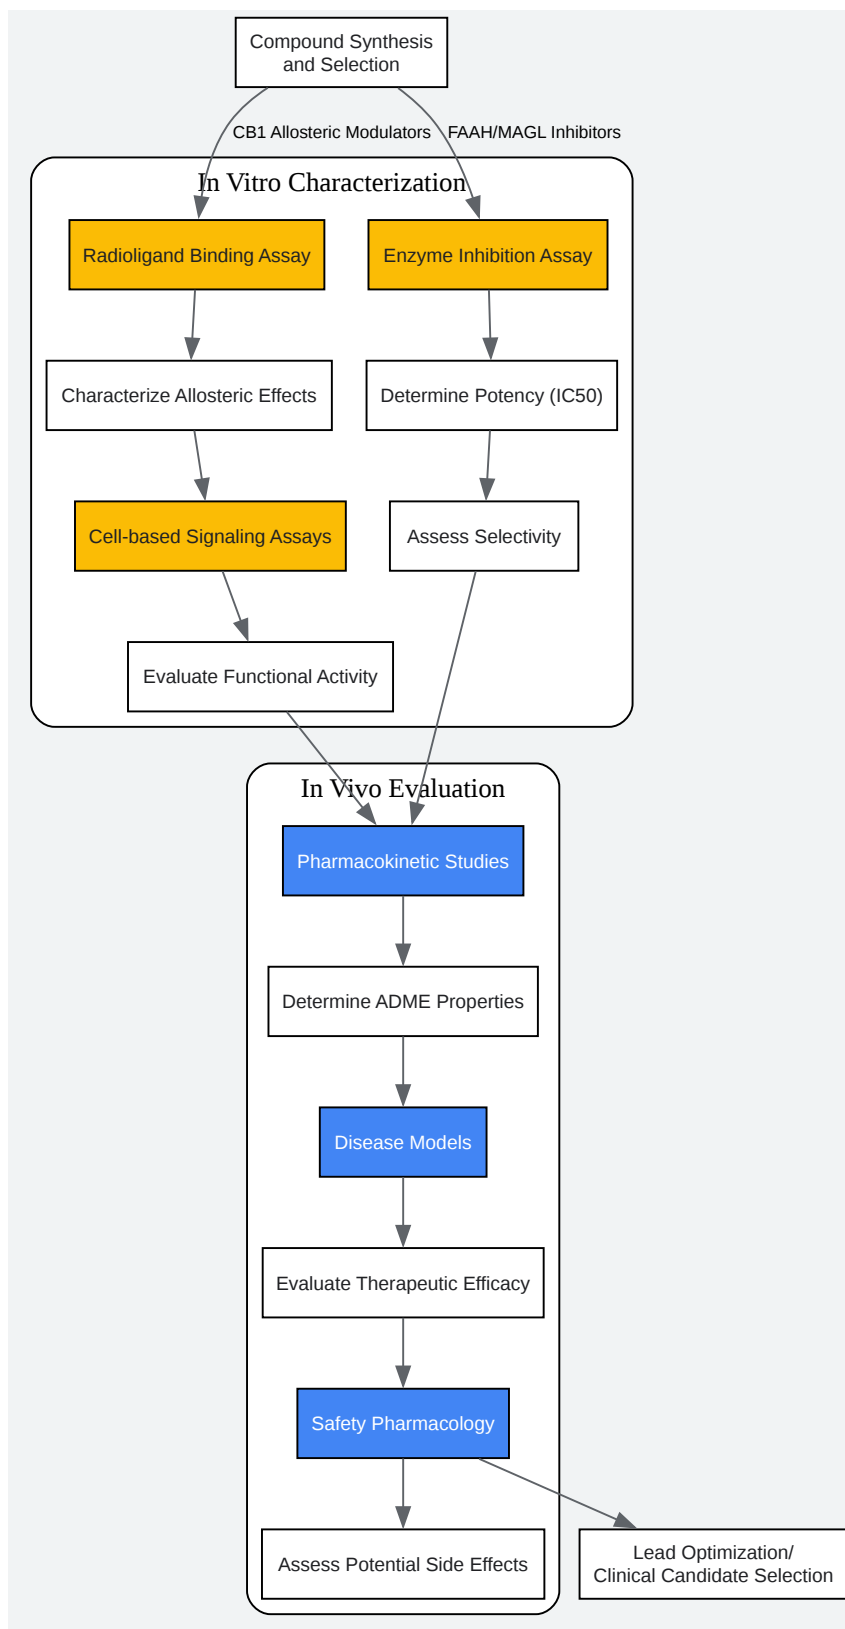 Compound Synthesis
and Selection
CB1 Allosteric Modulators
FAAH/MAGL Inhibitors
In Vitro Characterization
Radioligand Binding Assay
Enzyme Inhibition Assay
Characterize Allosteric Effects
Determine Potency (IC50)
Cell-based Signaling Assays
Assess Selectivity
Evaluate Functional Activity
In Vivo Evaluation
Pharmacokinetic Studies
Determine ADME Properties
Disease Models
Evaluate Therapeutic Efficacy
Safety Pharmacology
Assess Potential Side Effects
Lead Optimization/
Clinical Candidate Selection